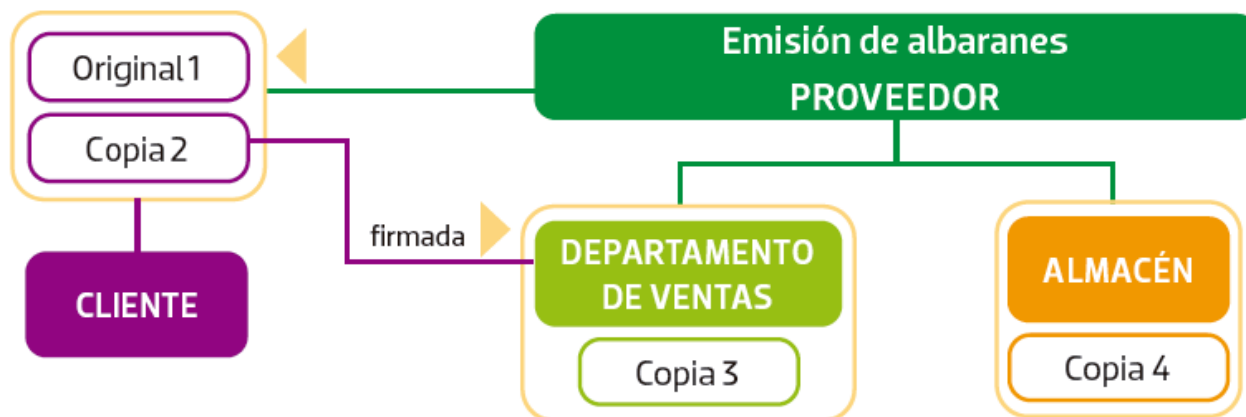 Original 1
Copia 2
CLIENTE
Emisión de albaranes
PROVEEDOR
firmada
DEPARTAMENTO
DE VENTAS
Copia 3
ALMACÉN
Copia 4